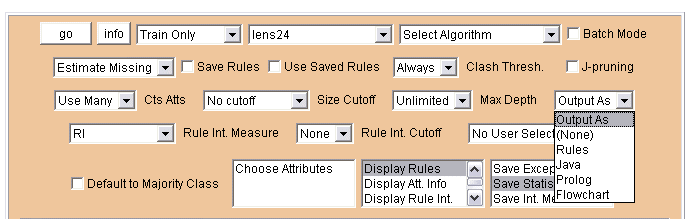 go info Train Only lens24 Select Algorithm Batch Mode
Estimate Missing Save Rules Use Saved Rules Always Clash Thresh. J-pruning
Use Many Cts Atts No cutoff Size Cutoff Unlimited Max Depth Output As
Output As
(None)
RI Rule Int. Measure None Rule Int. Cutoff No User Select
Rules
Java
Prolog
Flowchart
Default to Majority Class
Choose Attributes
Display Rules
Display Att. Info
Display Rule Int.
Save Excep
Save Statis
Save Int. Me